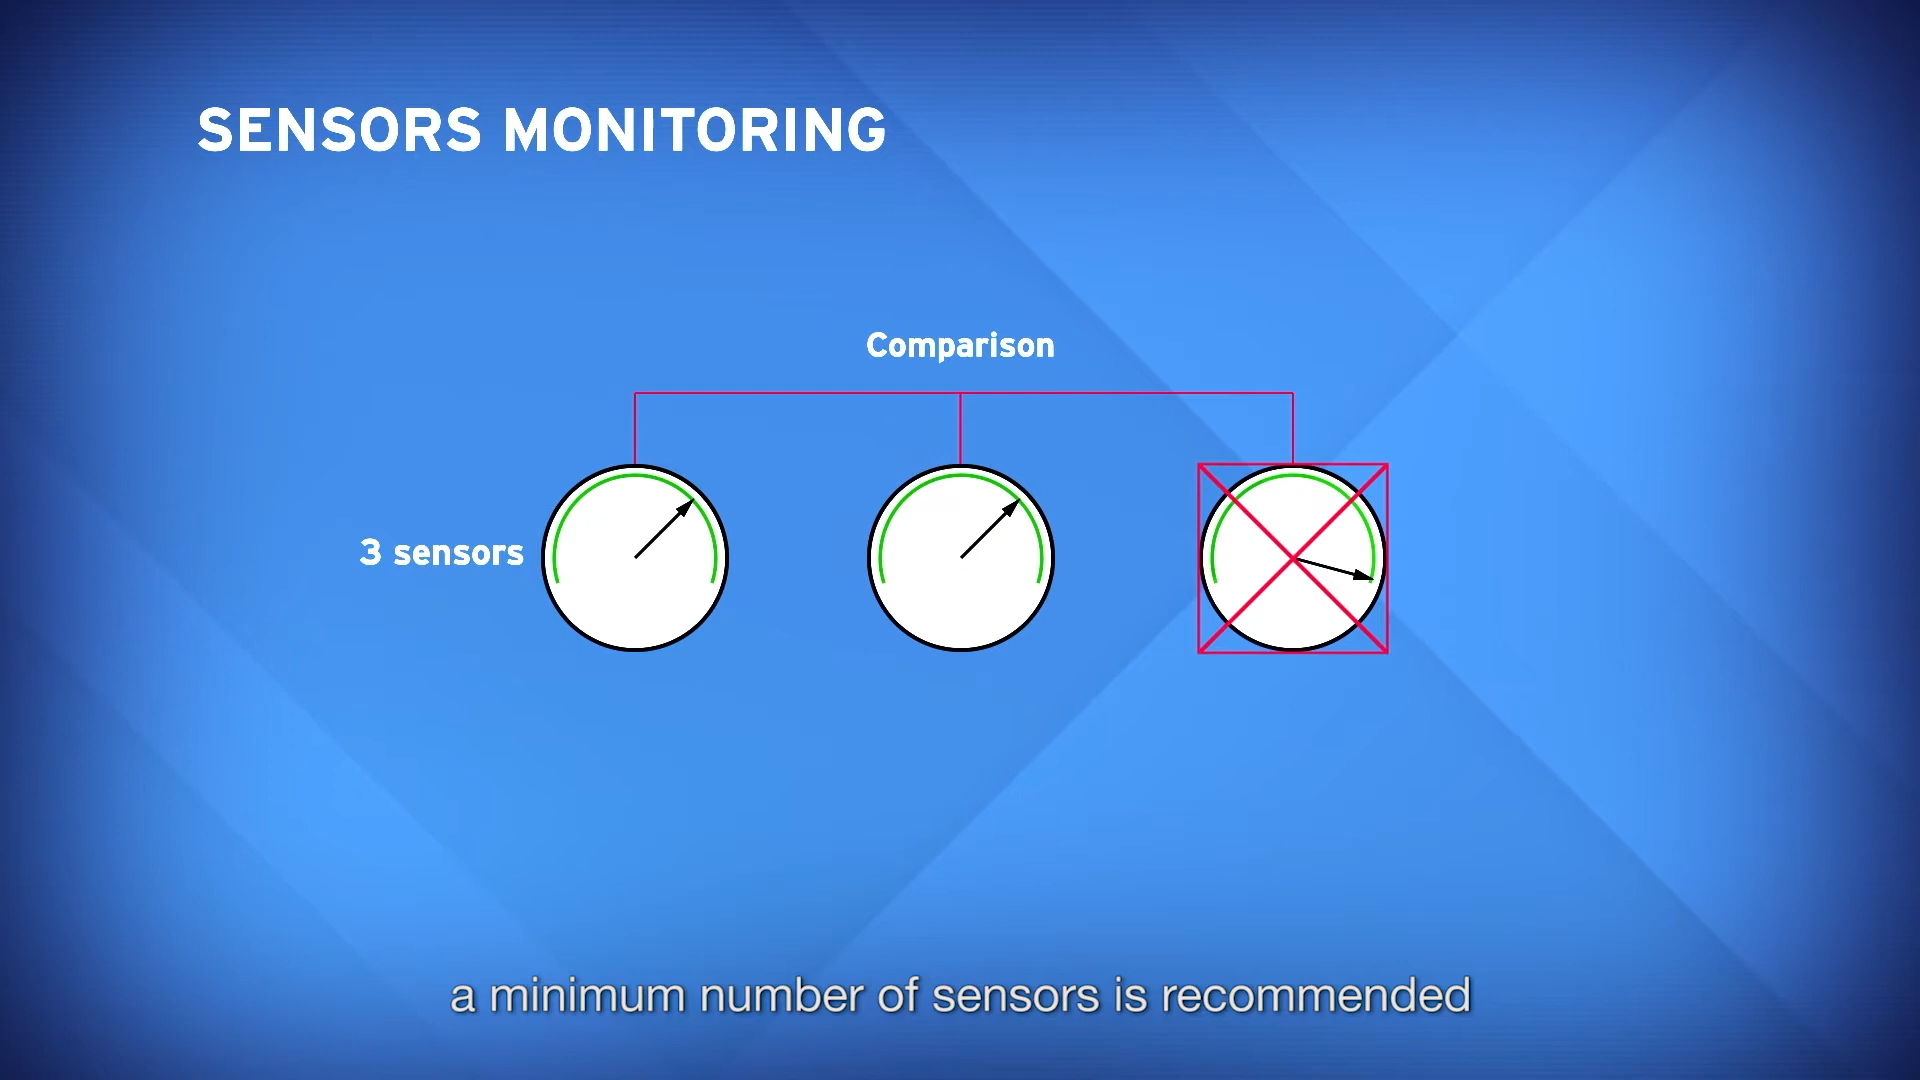 SENSORS MONITORING
Comparison
3 sensors
a minimum number of sensors is recommended